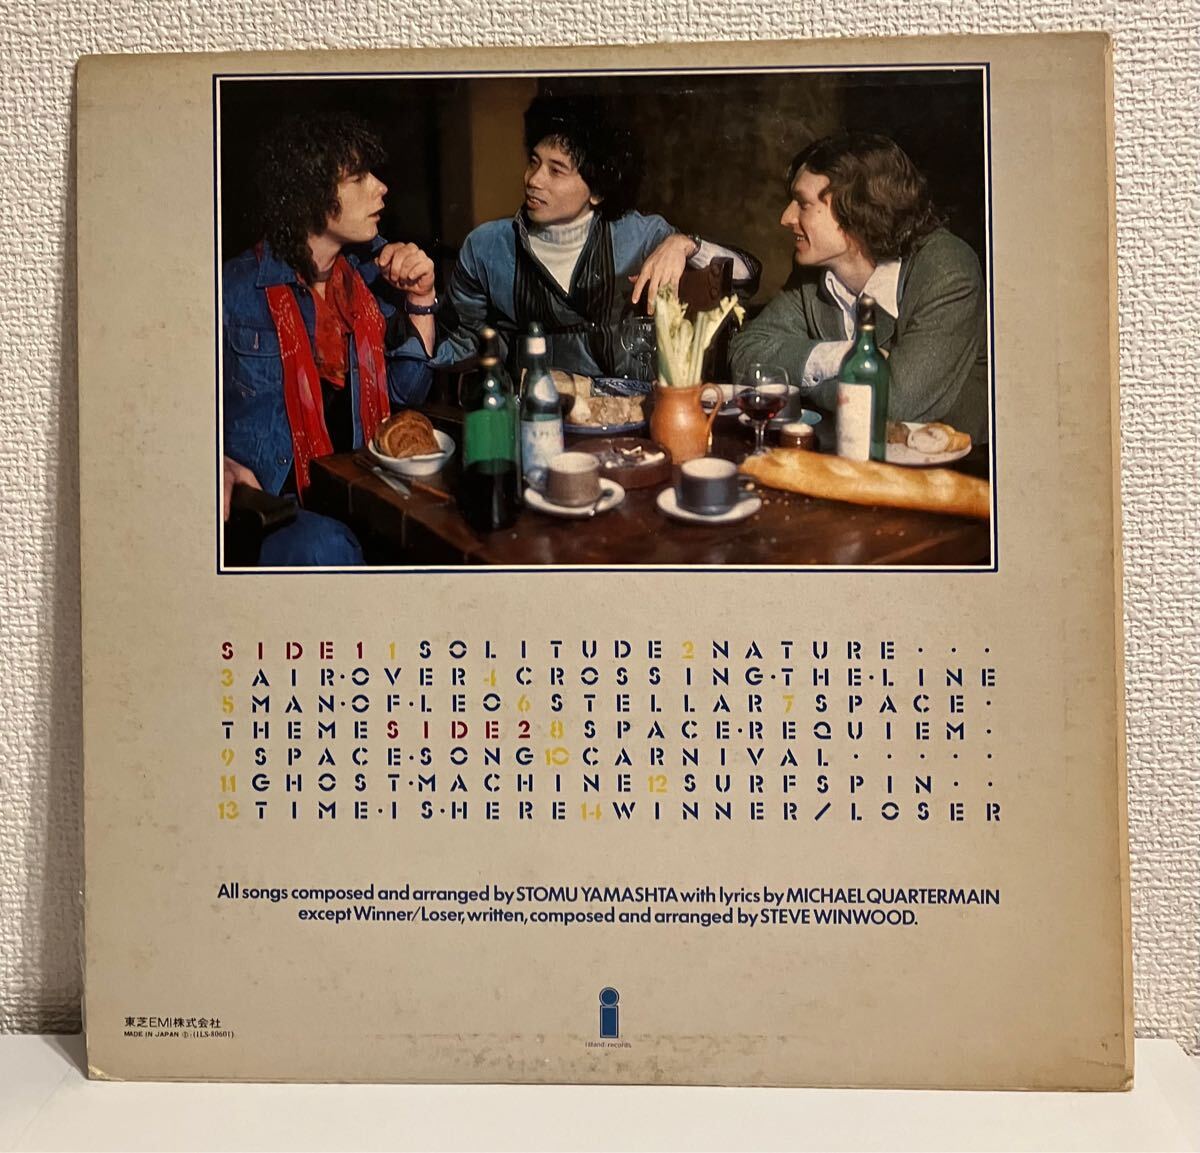 SIDE 1 1 SOLITUDE 2 NATURE · · ·
3 AIR·OVER 4 CROSSING·THE·LINE
5 MAN·OF·LEO 6 STELLAR 7 SPACE ·
THEME SIDE 2 8 SPACE·REQUIEM ·
9 SPACE·SONG 10 CARNIVAL · · · · ·
11 GHOST·MACHINE 12 SURFSPIN · ·
13 TIME·IS·HERE 14 WINNER/LOSER
All songs composed and arranged by STOMU YAMASHTA with lyrics by MICHAEL QUARTERMAIN
except Winner/Loser, written, composed and arranged by STEVE WINWOOD.
island records
東芝EMI株式会社
MADE IN JAPAN Ⓟ: (ILS-80601)